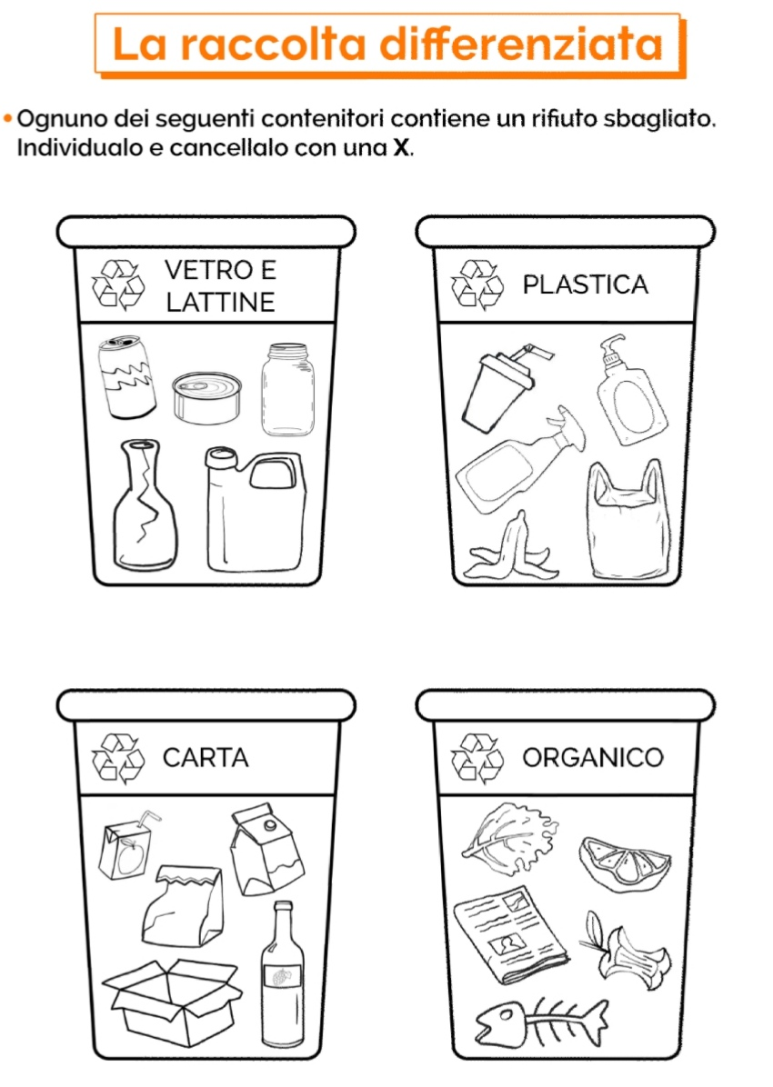 La raccolta differenziata
• Ognuno dei seguenti contenitori contiene un rifiuto sbagliato.
Individualo e cancellalo con una X.
VETRO E
LATTINE
PLASTICA
CARTA
ORGANICO